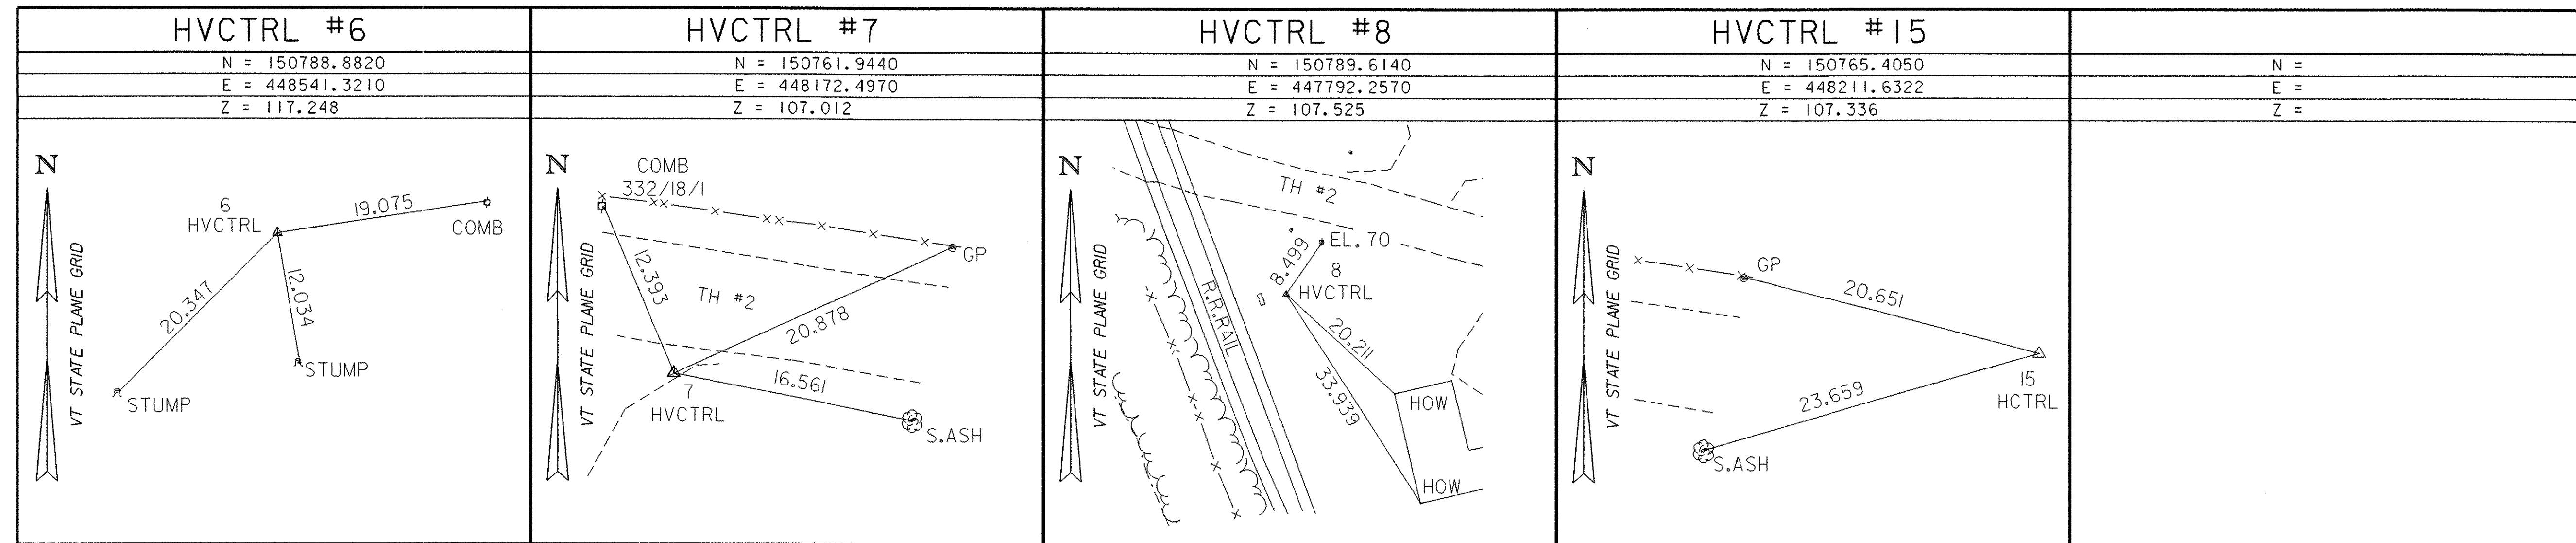 HVCTRL #6
N = 150788.8820
E = 448541.3210
Z = 117.248
N
VT STATE PLANE GRID
6
HVCTRL
19.075
COMB
20.347
12.034
STUMP
STUMP
HVCTRL #7
N = 150761.9440
E = 448172.4970
Z = 107.012
N
VT STATE PLANE GRID
COMB
332/18/1
GP
12.393
TH #2
20.878
16.561
7
HVCTRL
S.ASH
HVCTRL #8
N = 150789.6140
E = 447792.2570
Z = 107.525
N
VT STATE PLANE GRID
TH #2
EL.70
8.499
8
HVCTRL
R.R.RAIL
20.211
33.939
HOW
HOW
HVCTRL #15
N = 150765.4050
E = 448211.6322
Z = 107.336
N
VT STATE PLANE GRID
GP
20.651
15
HCTRL
23.659
S.ASH
N =
E =
Z =